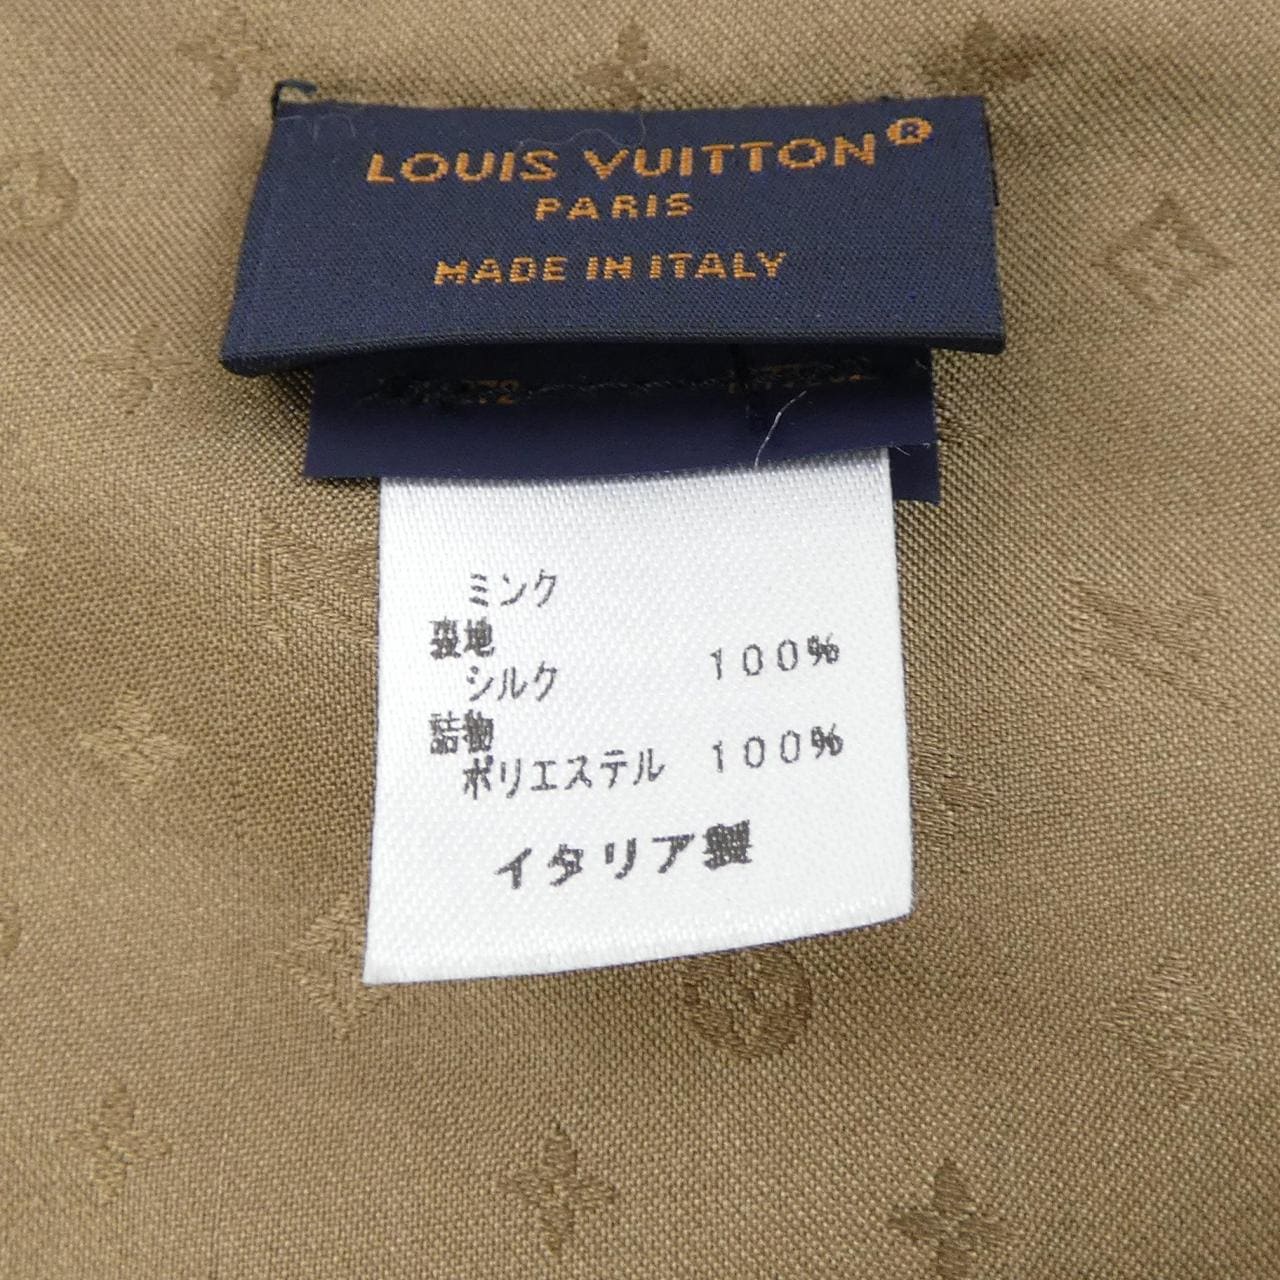 LOUIS VUITTON®
PARIS
MADE IN ITALY
ミンク
裏地
シルク 100%
詰物
ポリエステル 100%
イタリア製